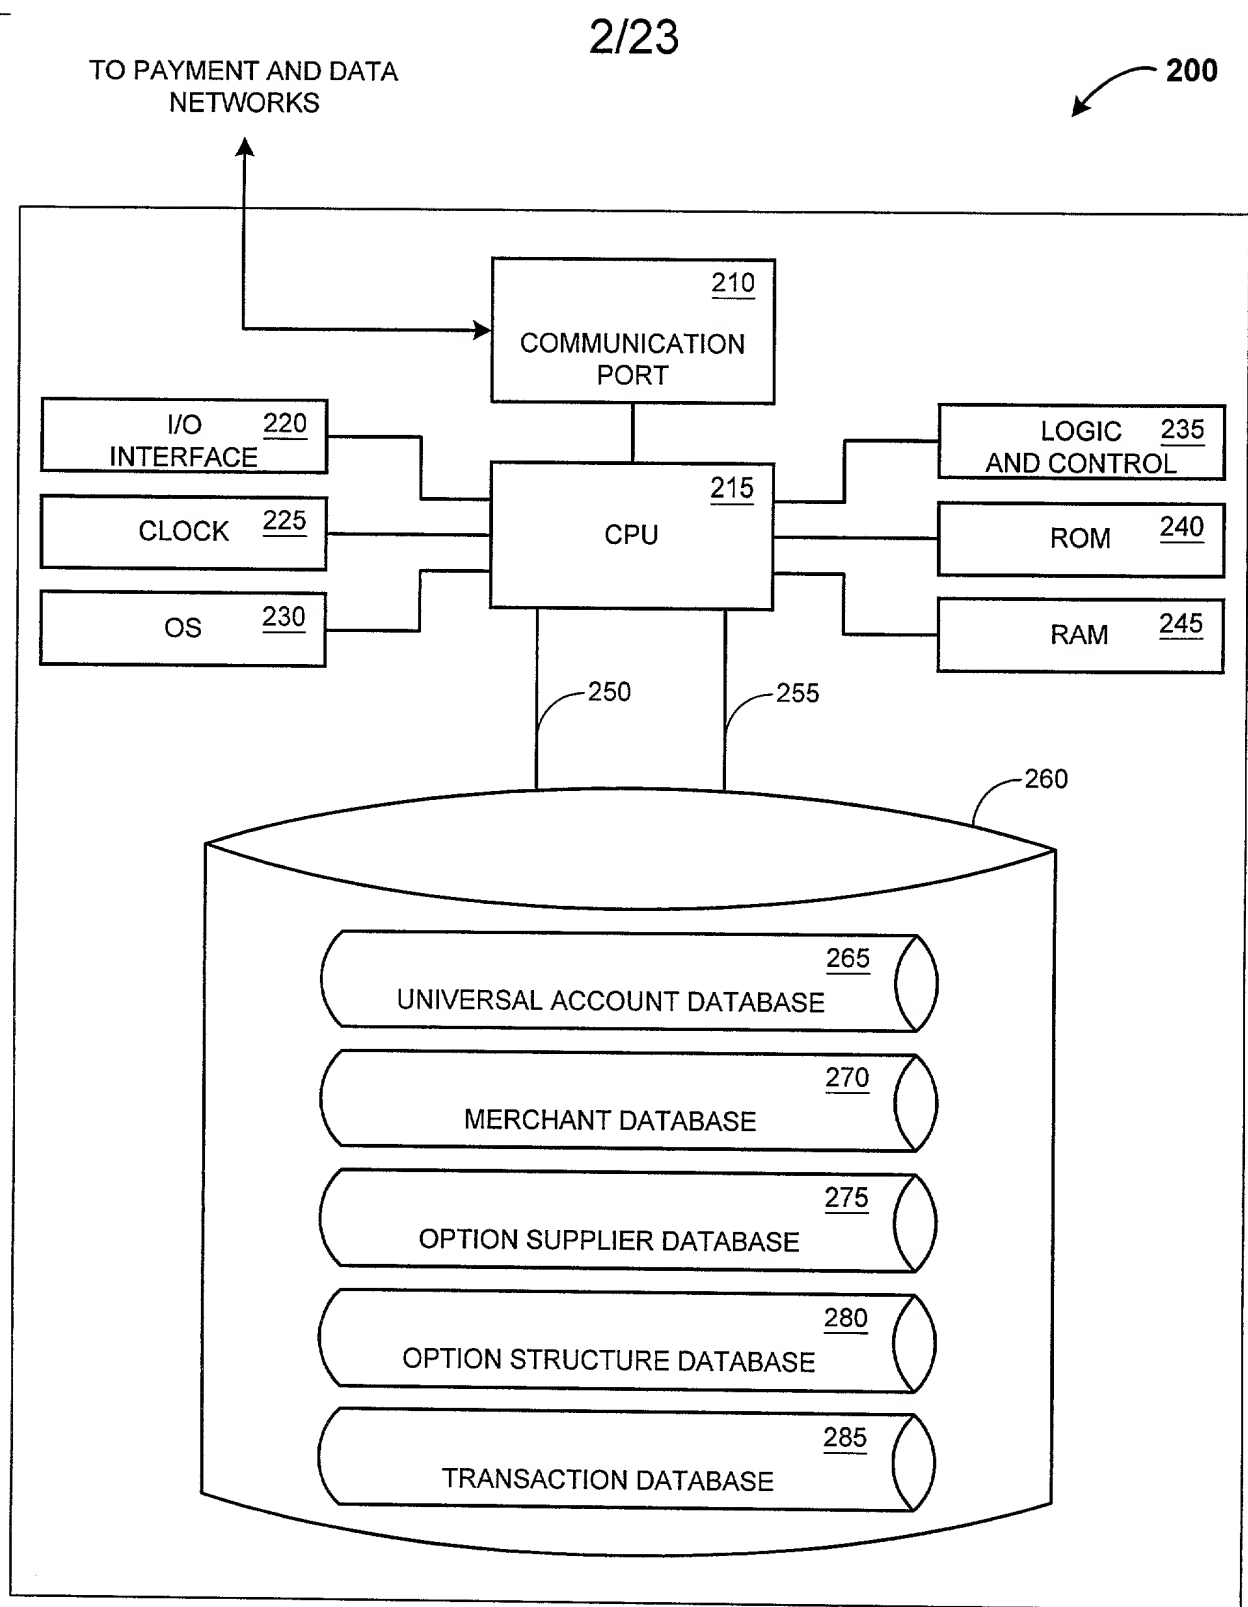 2/23
TO PAYMENT AND DATA
NETWORKS
200
210
COMMUNICATION
PORT
I/O 220
INTERFACE
LOGIC 235
AND CONTROL
215
CPU
CLOCK 225
ROM 240
OS 230
RAM 245
250
255
260
265
UNIVERSAL ACCOUNT DATABASE
270
MERCHANT DATABASE
275
OPTION SUPPLIER DATABASE
280
OPTION STRUCTURE DATABASE
285
TRANSACTION DATABASE